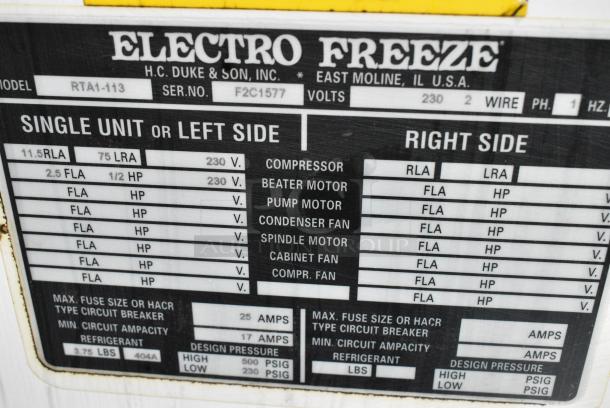 ELECTRO FREEZE
H.C. DUKE & SON, INC. * EAST MOLINE, IL U.S.A.
MODEL RTA1-113 SER.NO. F2C1577 VOLTS 230 2 WIRE PH. 1 HZ.
SINGLE UNIT OR LEFT SIDE RIGHT SIDE
11.5 RLA 75 LRA 230 V. COMPRESSOR RLA LRA
2.5 FLA 1/2 HP 230 V. BEATER MOTOR FLA HP V.
FLA HP V. PUMP MOTOR FLA HP V.
FLA HP V. CONDENSER FAN FLA HP V.
FLA HP V. SPINDLE MOTOR FLA HP V.
FLA HP V. CABINET FAN FLA HP V.
FLA HP V. COMPR. FAN FLA HP V.
FLA HP V. FLA HP V.
MAX. FUSE SIZE OR HACR
TYPE CIRCUIT BREAKER 25 AMPS
MIN. CIRCUIT AMPACITY 17 AMPS
REFRIGERANT DESIGN PRESSURE
3.75 LBS 404A HIGH 500 PSIG
LOW 230 PSIG
MAX. FUSE SIZE OR HACR
TYPE CIRCUIT BREAKER AMPS
MIN. CIRCUIT AMPACITY AMPS
REFRIGERANT DESIGN PRESSURE
LBS HIGH PSIG
LOW PSIG
AUCTION GROUP